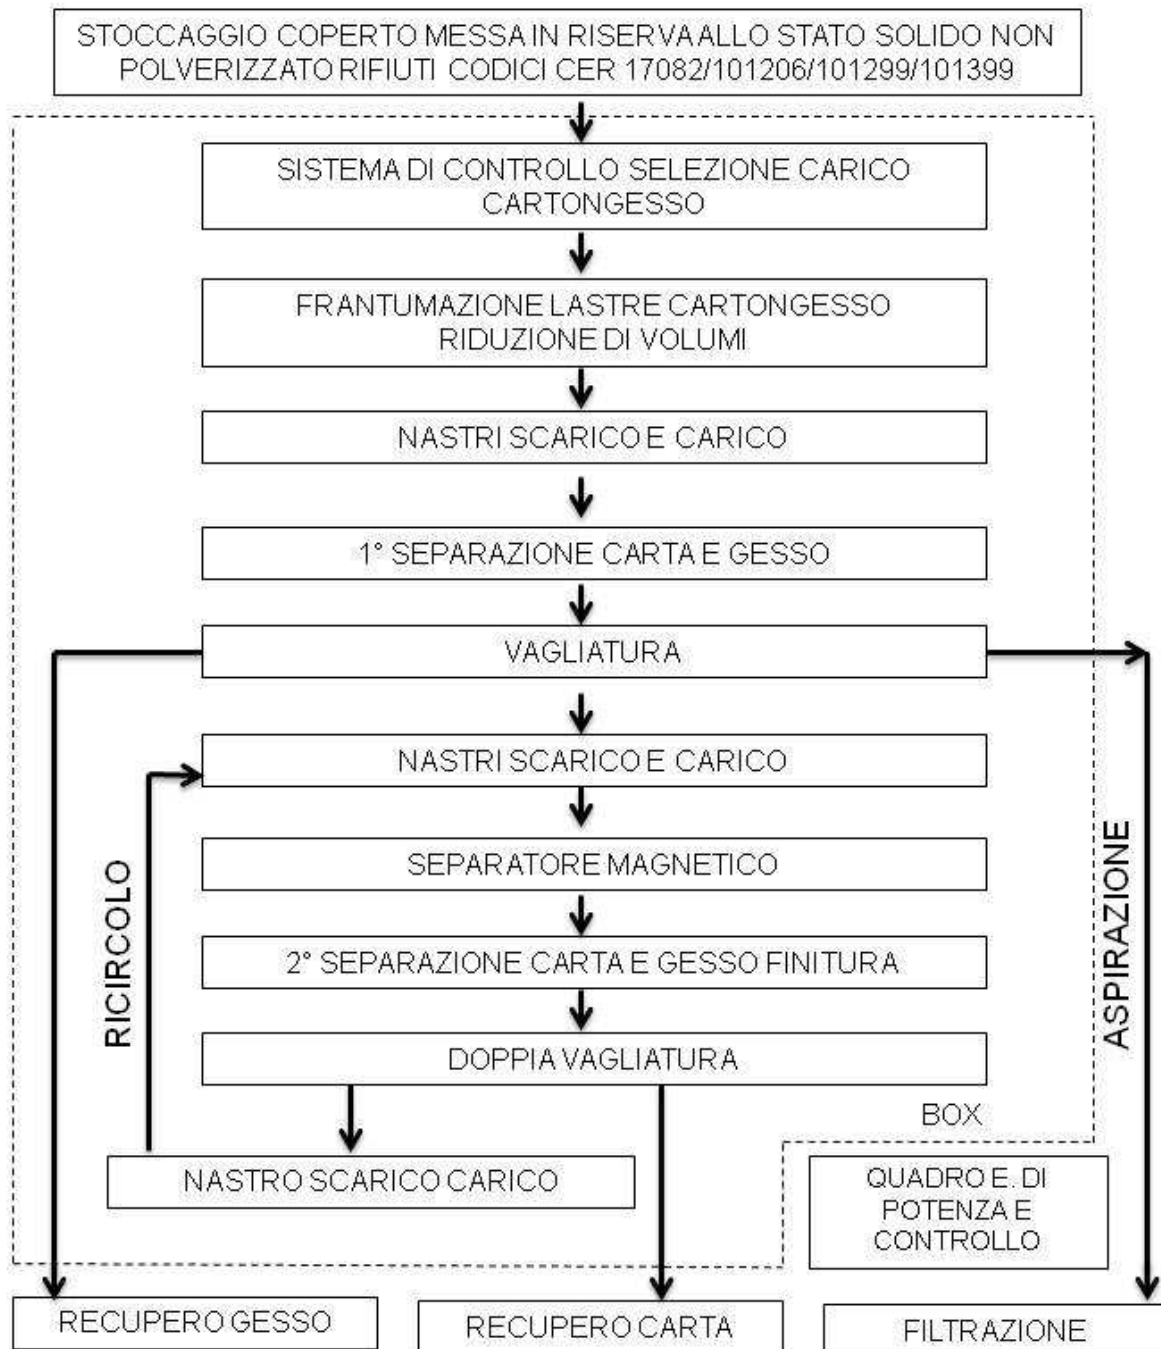 STOCCAGGIO COPERTO MESSA IN RISERVA ALLO STATO SOLIDO NON
POLVERIZZATO RIFIUTI CODICI CER 17082/101206/101299/101399
SISTEMA DI CONTROLLO SELEZIONE CARICO
CARTONGESSO
FRANTUMAZIONE LASTRE CARTONGESSO
RIDUZIONE DI VOLUMI
NASTRI SCARICO E CARICO
1° SEPARAZIONE CARTA E GESSO
VAGLIATURA
NASTRI SCARICO E CARICO
SEPARATORE MAGNETICO
RICIRCOLO
ASPIRAZIONE
2° SEPARAZIONE CARTA E GESSO FINITURA
DOPPIA VAGLIATURA
BOX
NASTRO SCARICO CARICO
QUADRO E. DI
POTENZA E
CONTROLLO
RECUPERO GESSO
RECUPERO CARTA
FILTRAZIONE